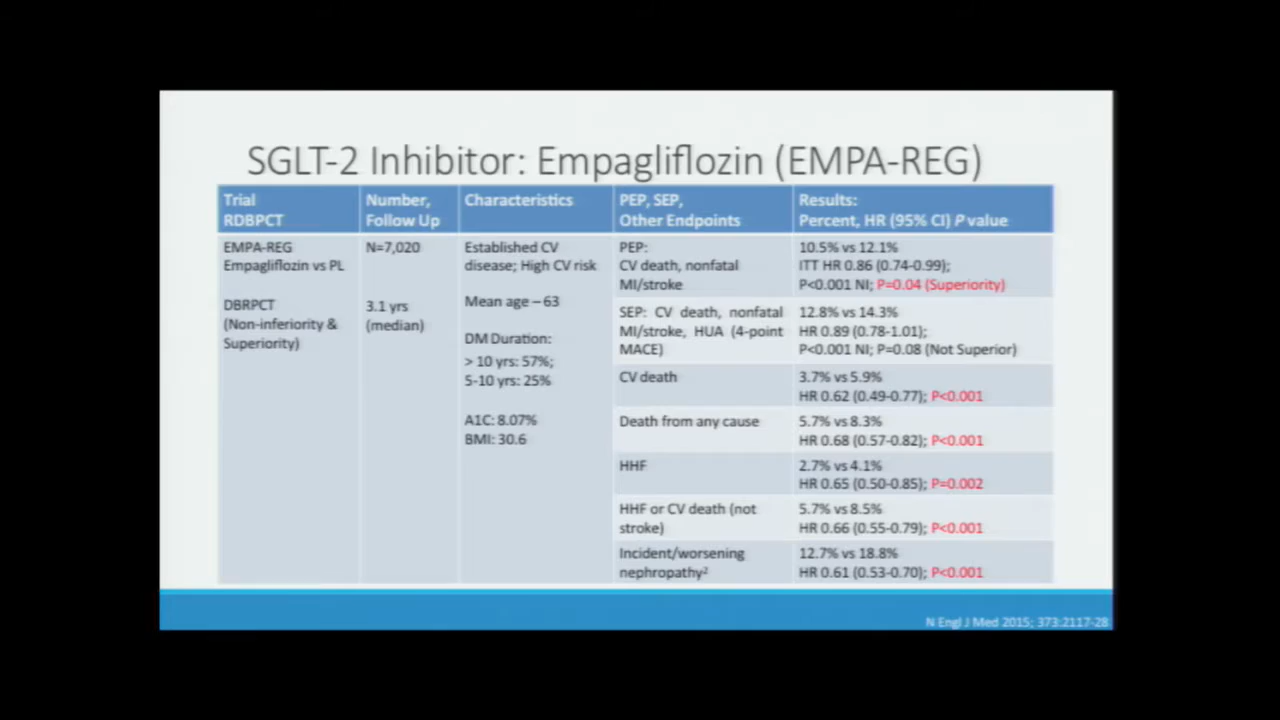 SGLT-2 Inhibitor: Empagliflozin (EMPA-REG)
Trial
RDBPCT
Number,
Follow Up
Characteristics
PEP, SEP,
Other Endpoints
Results:
Percent, HR (95% CI) P value
EMPA-REG
Empagliflozin vs PL
DBRPCT
(Non-inferiority &
Superiority)
N=7,020
3.1 yrs
(median)
Established CV
disease; High CV risk
Mean age – 63
DM Duration:
> 10 yrs: 57%;
5-10 yrs: 25%
A1C: 8.07%
BMI: 30.6
PEP:
CV death, nonfatal
MI/stroke
10.5% vs 12.1%
ITT HR 0.86 (0.74-0.99);
P<0.001 NI; P=0.04 (Superiority)
SEP: CV death, nonfatal
MI/stroke, HUA (4-point
MACE)
12.8% vs 14.3%
HR 0.89 (0.78-1.01);
P<0.001 NI; P=0.08 (Not Superior)
CV death
3.7% vs 5.9%
HR 0.62 (0.49-0.77); P<0.001
Death from any cause
5.7% vs 8.3%
HR 0.68 (0.57-0.82); P<0.001
HHF
2.7% vs 4.1%
HR 0.65 (0.50-0.85); P=0.002
HHF or CV death (not
stroke)
5.7% vs 8.5%
HR 0.66 (0.55-0.79); P<0.001
Incident/worsening
nephropathy²
12.7% vs 18.8%
HR 0.61 (0.53-0.70); P<0.001
N Engl J Med 2015; 373:2117-28